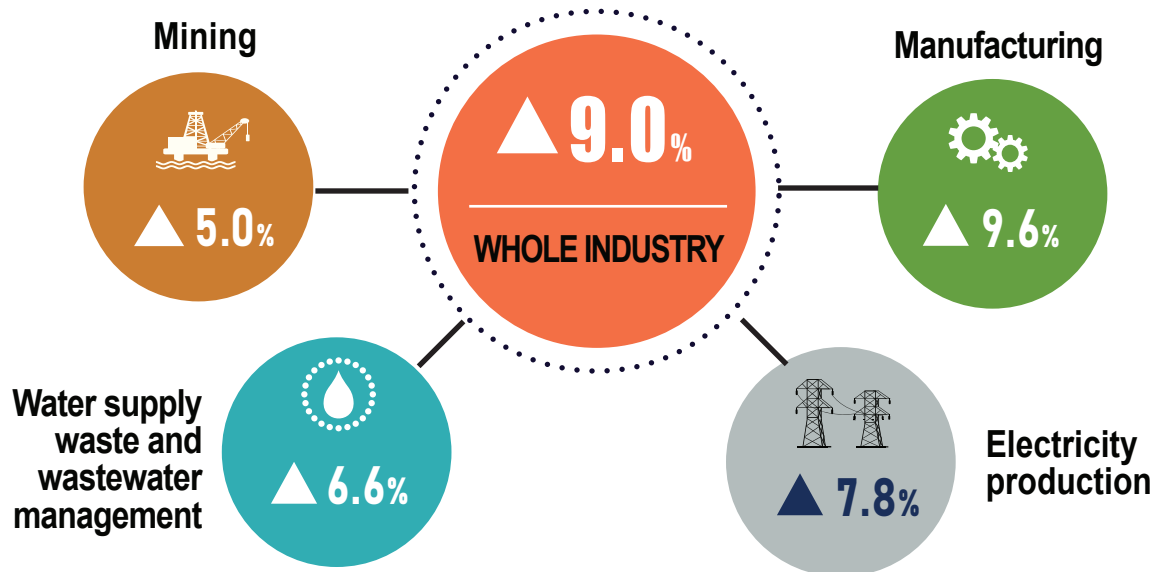 Mining
▲ 5.0%
▲ 9.0%
WHOLE INDUSTRY
Manufacturing
▲ 9.6%
Water supply
waste and
wastewater
management
▲ 6.6%
▲ 7.8%
Electricity
production